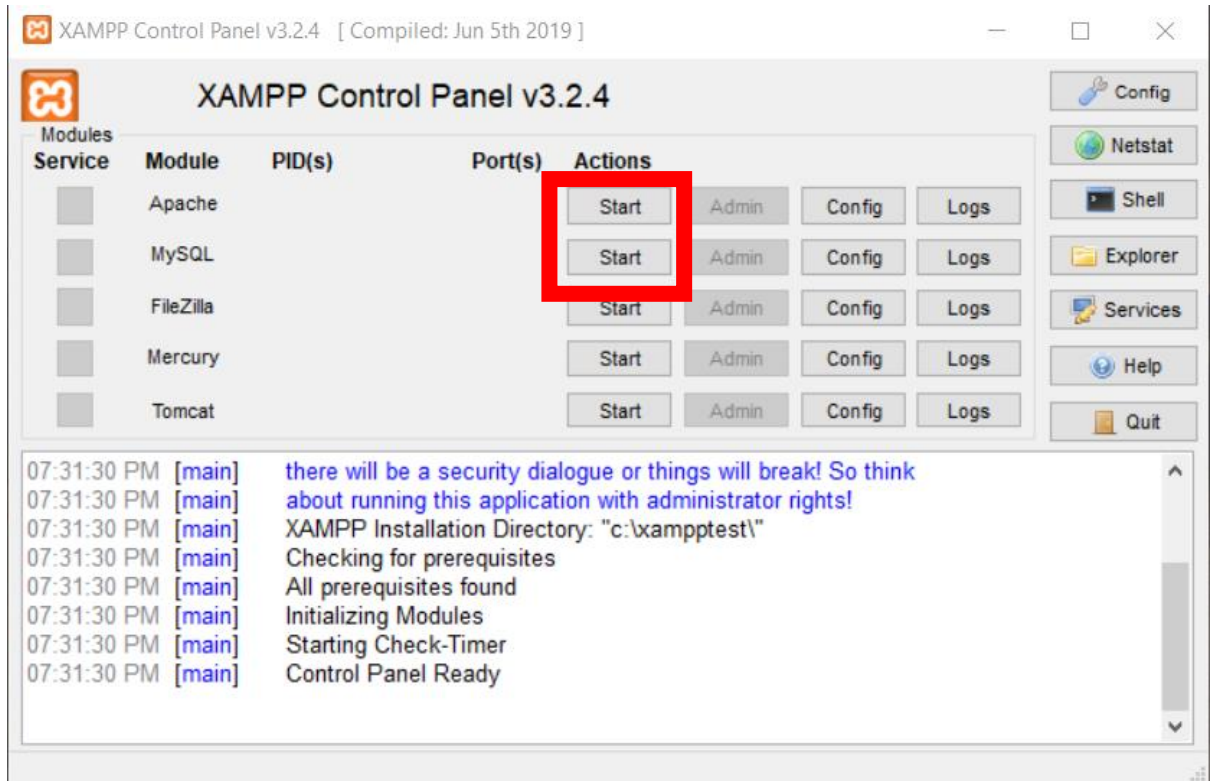 XAMPP Control Panel v3.2.4 [ Compiled: Jun 5th 2019 ]
XAMPP Control Panel v3.2.4
Config
Modules
Service Module PID(s) Port(s) Actions
Netstat
Apache Start Admin Config Logs
Shell
MySQL Start Admin Config Logs
Explorer
FileZilla Start Admin Config Logs
Services
Mercury Start Admin Config Logs
Help
Tomcat Start Admin Config Logs
Quit
07:31:30 PM [main] there will be a security dialogue or things will break! So think
07:31:30 PM [main] about running this application with administrator rights!
07:31:30 PM [main] XAMPP Installation Directory: "c:\xampptest\"
07:31:30 PM [main] Checking for prerequisites
07:31:30 PM [main] All prerequisites found
07:31:30 PM [main] Initializing Modules
07:31:30 PM [main] Starting Check-Timer
07:31:30 PM [main] Control Panel Ready